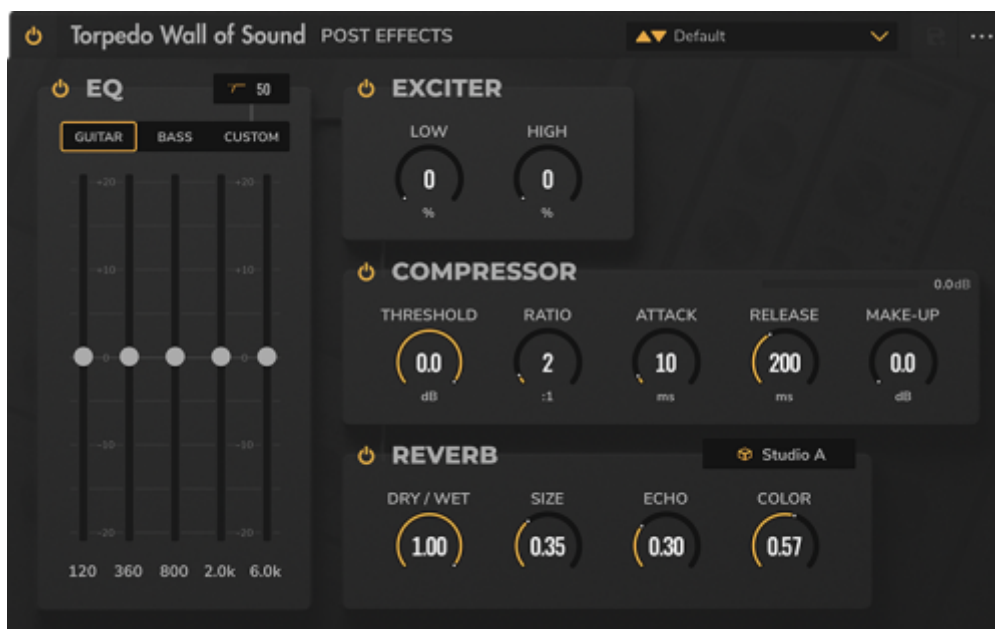 Torpedo Wall of Sound POST EFFECTS Default
EQ 50
GUITAR BASS CUSTOM
+20 +20
+10 +10
0 0
-10 -10
-20 -20
120 360 800 2.0k 6.0k
EXCITER
LOW HIGH
0 0
% %
COMPRESSOR
0.0dB
THRESHOLD RATIO ATTACK RELEASE MAKE-UP
0.0 2 10 200 0.0
dB :1 ms ms dB
REVERB Studio A
DRY / WET SIZE ECHO COLOR
1.00 0.35 0.30 0.57